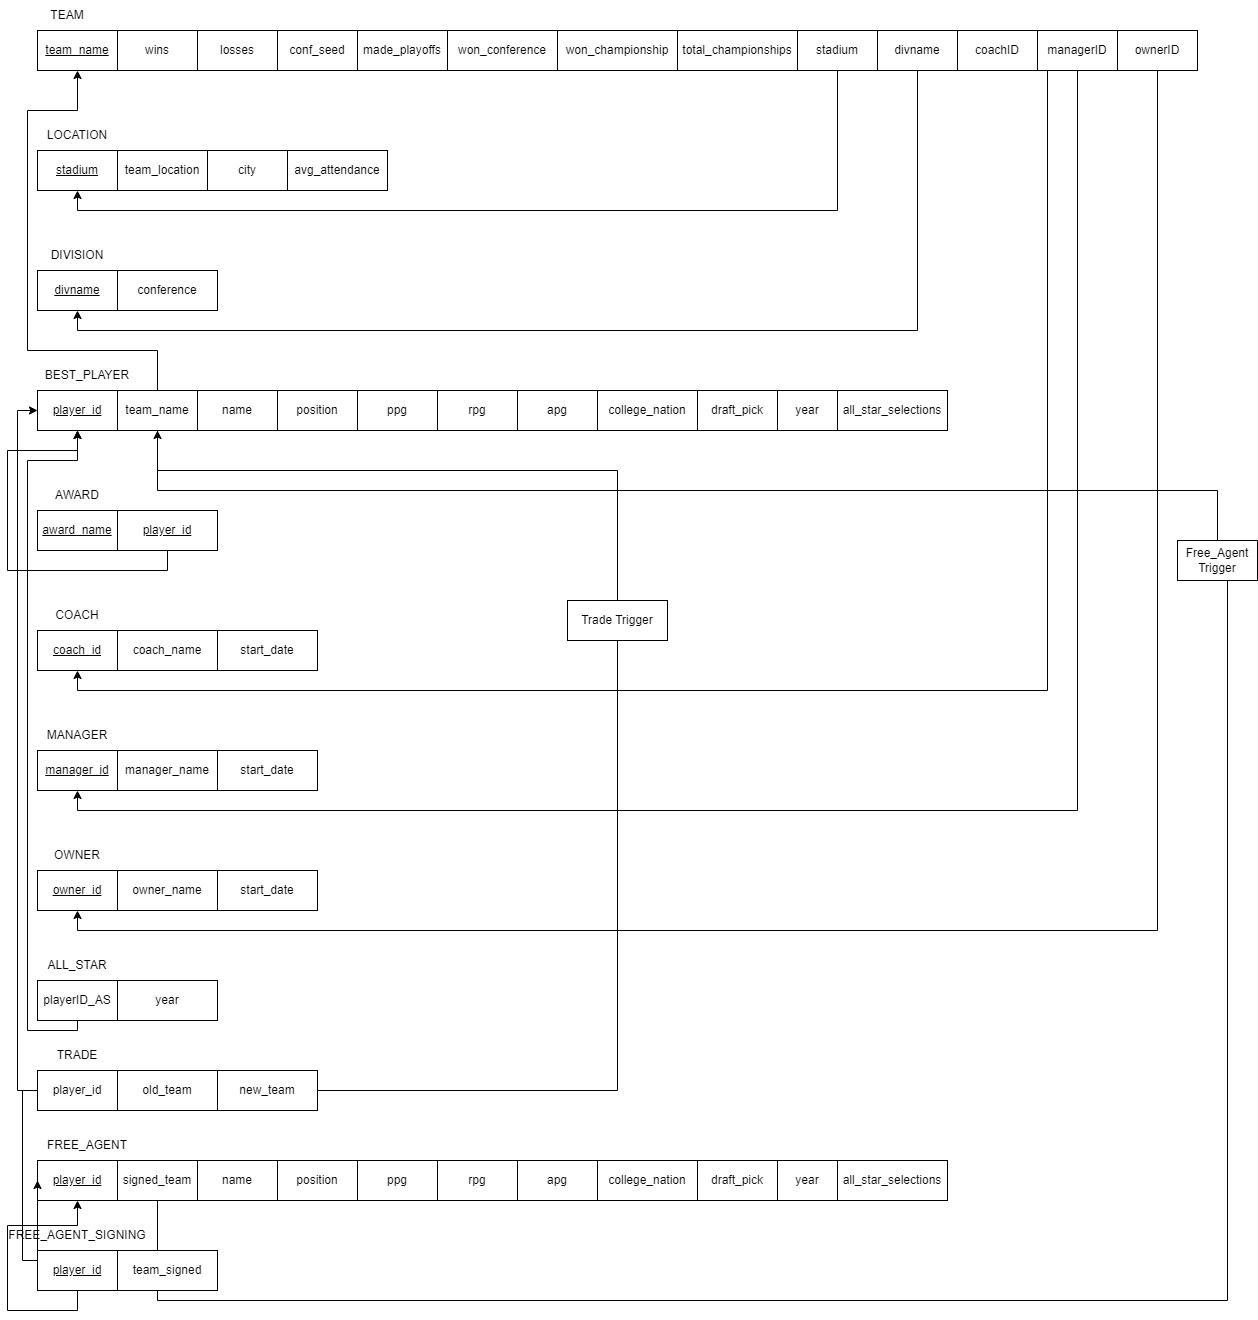 TEAM
team_name wins losses conf_seed made_playoffs won_conference won_championship total_championships stadium divname coachID managerID ownerID
LOCATION
stadium team_location city avg_attendance
DIVISION
divname conference
BEST_PLAYER
player_id team_name name position ppg rpg apg college_nation draft_pick year all_star_selections
AWARD
award_name player_id
Free_Agent
Trigger
COACH
Trade Trigger
coach_id coach_name start_date
MANAGER
manager_id manager_name start_date
OWNER
owner_id owner_name start_date
ALL_STAR
playerID_AS year
TRADE
player_id old_team new_team
FREE_AGENT
player_id signed_team name position ppg rpg apg college_nation draft_pick year all_star_selections
FREE_AGENT_SIGNING
player_id team_signed